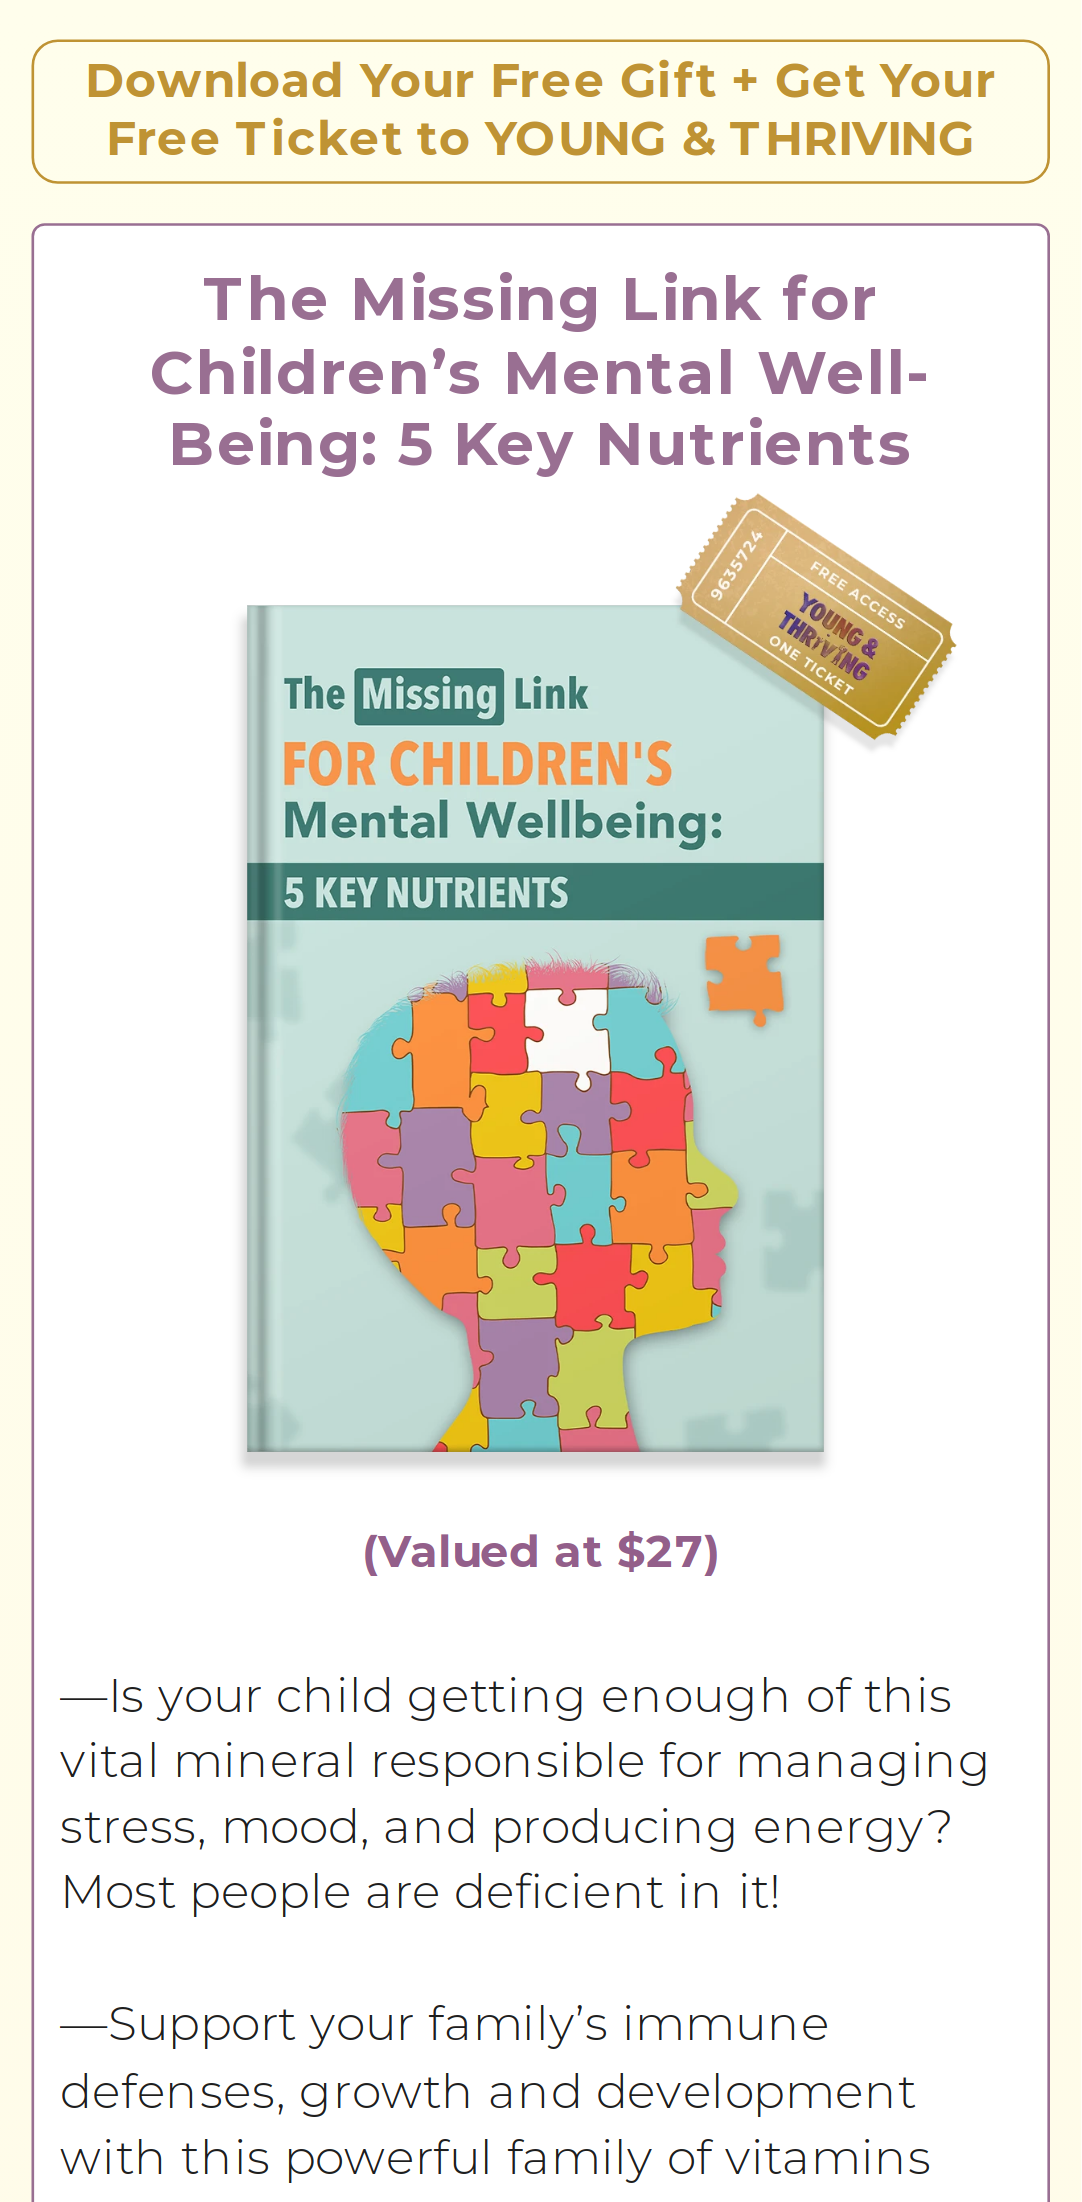 Download Your Free Gift + Get Your
Free Ticket to YOUNG & THRIVING
The Missing Link for
Children’s Mental Well-
Being: 5 Key Nutrients
9635724
FREE ACCESS
YOUNG &
THRIVING
ONE TICKET
The Missing Link
FOR CHILDREN'S
Mental Wellbeing:
5 KEY NUTRIENTS
(Valued at $27)
—Is your child getting enough of this
vital mineral responsible for managing
stress, mood, and producing energy?
Most people are deficient in it!
—Support your family’s immune
defenses, growth and development
with this powerful family of vitamins